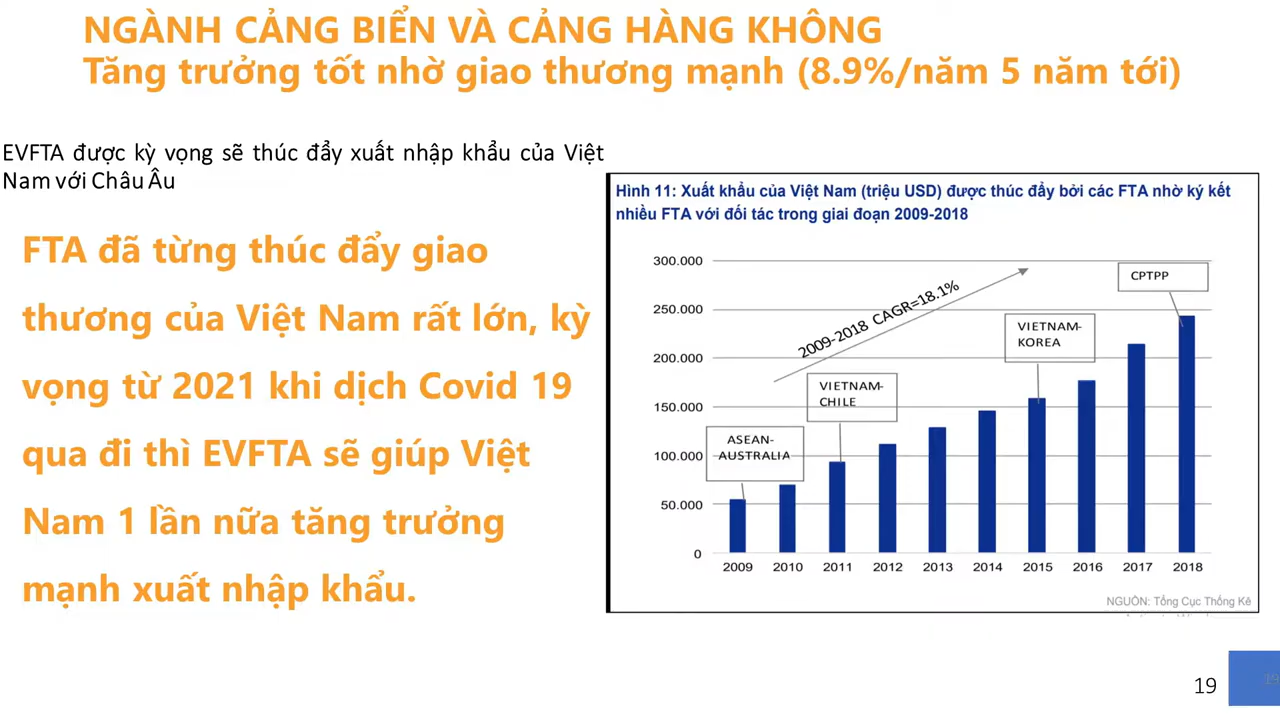 NGÀNH CẢNG BIỂN VÀ CẢNG HÀNG KHÔNG
Tăng trưởng tốt nhờ giao thương mạnh (8.9%/năm 5 năm tới)
EVFTA được kỳ vọng sẽ thúc đẩy xuất nhập khẩu của Việt
Nam với Châu Âu
FTA đã từng thúc đẩy giao
thương của Việt Nam rất lớn, kỳ
vọng từ 2021 khi dịch Covid 19
qua đi thì EVFTA sẽ giúp Việt
Nam 1 lần nữa tăng trưởng
mạnh xuất nhập khẩu.
Hình 11: Xuất khẩu của Việt Nam (triệu USD) được thúc đẩy bởi các FTA nhờ ký kết
nhiều FTA với đối tác trong giai đoạn 2009-2018
300.000
250.000
200.000
150.000
100.000
50.000
0
2009-2018 CAGR=18.1%
ASEAN-
AUSTRALIA
VIETNAM-
CHILE
VIETNAM-
KOREA
CPTPP
2009 2010 2011 2012 2013 2014 2015 2016 2017 2018
NGUỒN: Tổng Cục Thống Kê
19
19